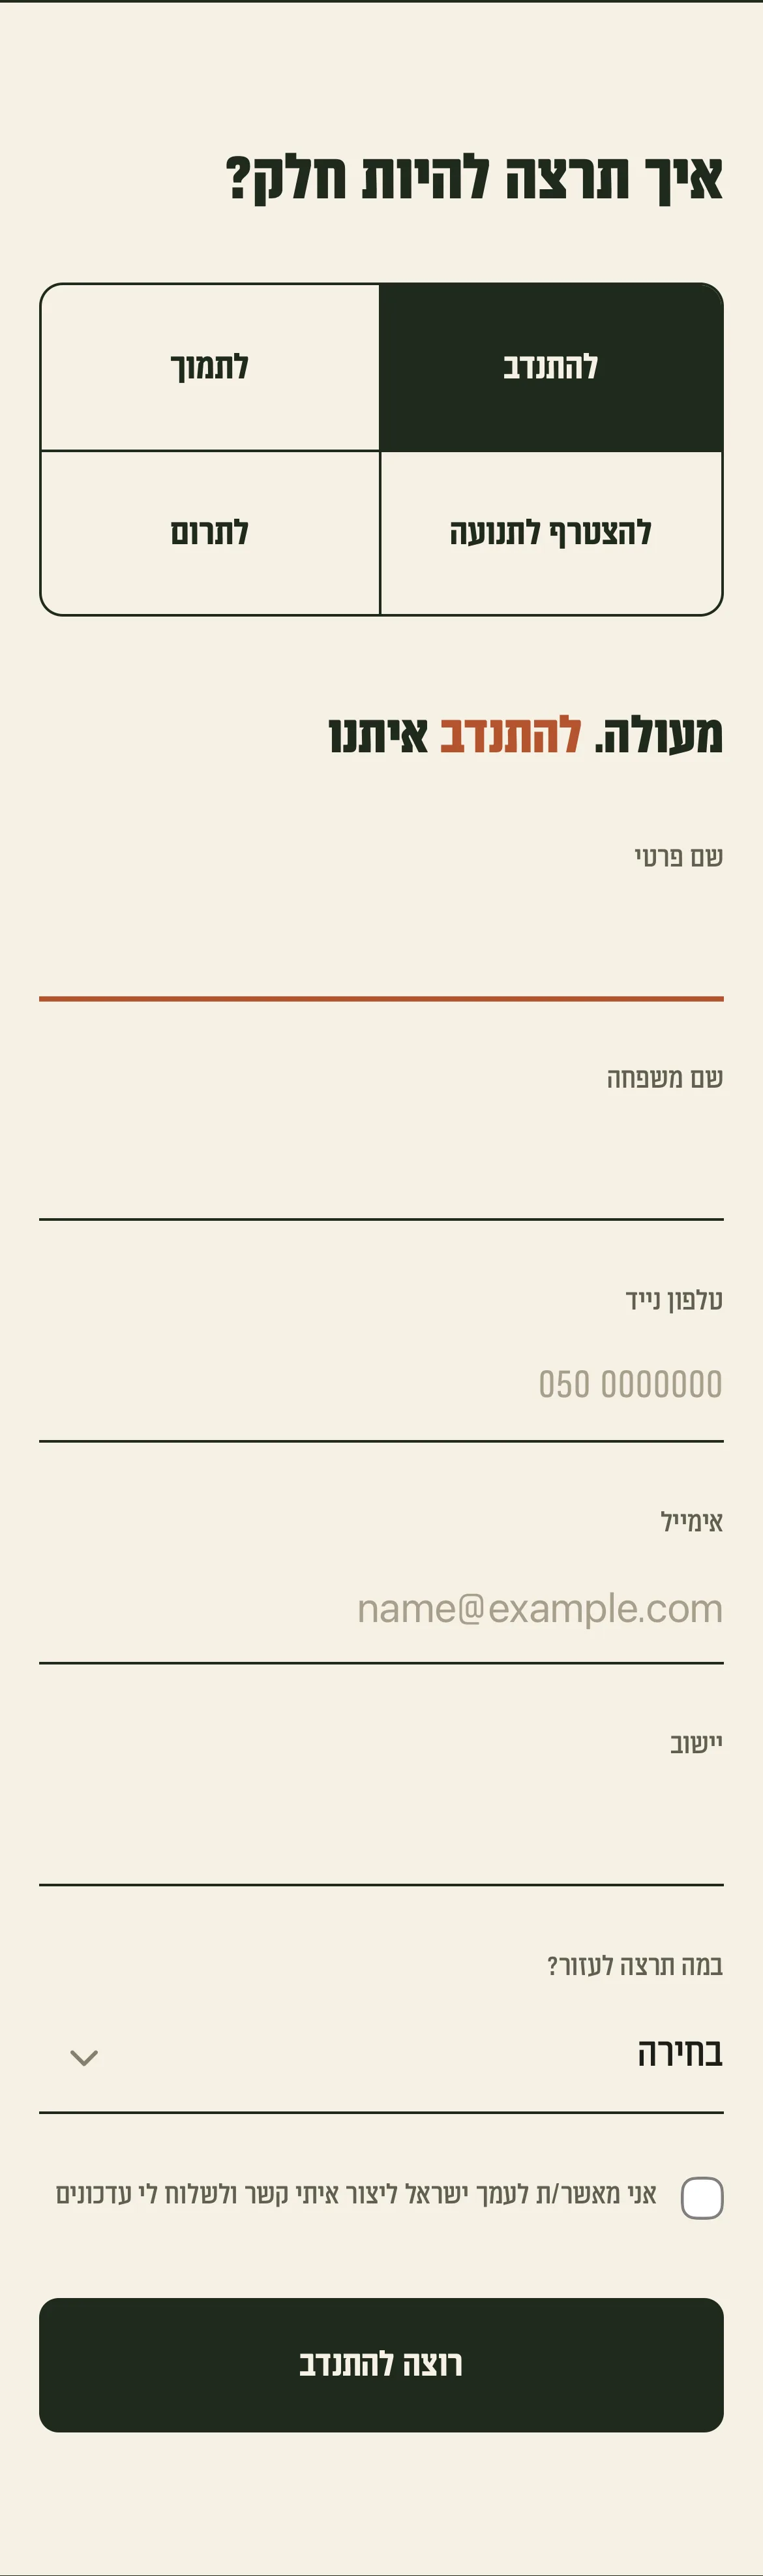 איך תרצה להיות חלק?
להתנדב
לתמוך
להצטרף לתנועה
לתרום
מעולה. להתנדב איתנו
שם פרטי
שם משפחה
טלפון נייד
050 0000000
אימייל
name@example.com
יישוב
במה תרצה לעזור?
בחירה
אני מאשר/ת לעמך ישראל ליצור איתי קשר ולשלוח לי עדכונים
רוצה להתנדב